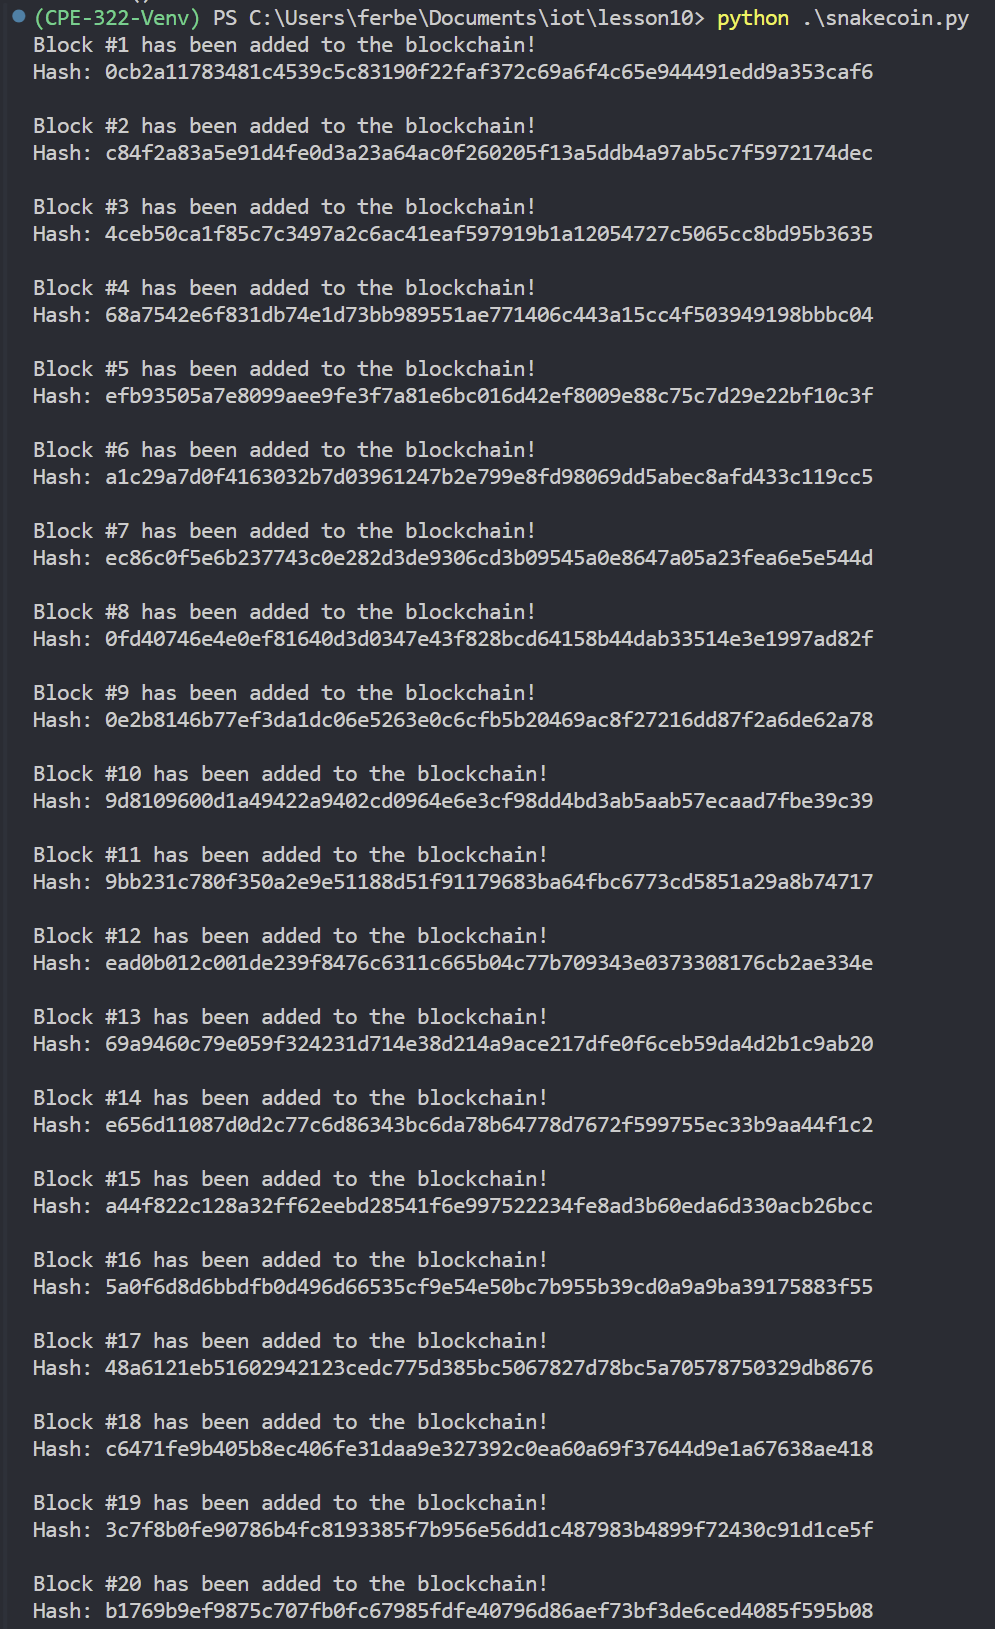 (CPE-322-Venv) PS C:\Users\ferbe\Documents\iot\lesson10> python .\snakecoin.py
Block #1 has been added to the blockchain!
Hash: 0cb2a11783481c4539c5c83190f22faf372c69a6f4c65e944491edd9a353caf6
Block #2 has been added to the blockchain!
Hash: c84f2a83a5e91d4fe0d3a23a64ac0f260205f13a5ddb4a97ab5c7f5972174dec
Block #3 has been added to the blockchain!
Hash: 4ceb50ca1f85c7c3497a2c6ac41eaf597919b1a12054727c5065cc8bd95b3635
Block #4 has been added to the blockchain!
Hash: 68a7542e6f831db74e1d73bb989551ae771406c443a15cc4f503949198bbbc04
Block #5 has been added to the blockchain!
Hash: efb93505a7e8099aee9fe3f7a81e6bc016d42ef8009e88c75c7d29e22bf10c3f
Block #6 has been added to the blockchain!
Hash: a1c29a7d0f4163032b7d03961247b2e799e8fd98069dd5abec8afd433c119cc5
Block #7 has been added to the blockchain!
Hash: ec86c0f5e6b237743c0e282d3de9306cd3b09545a0e8647a05a23fea6e5e544d
Block #8 has been added to the blockchain!
Hash: 0fd40746e4e0ef81640d3d0347e43f828bcd64158b44dab33514e3e1997ad82f
Block #9 has been added to the blockchain!
Hash: 0e2b8146b77ef3da1dc06e5263e0c6cfb5b20469ac8f27216dd87f2a6de62a78
Block #10 has been added to the blockchain!
Hash: 9d8109600d1a49422a9402cd0964e6e3cf98dd4bd3ab5aab57ecaad7fbe39c39
Block #11 has been added to the blockchain!
Hash: 9bb231c780f350a2e9e51188d51f91179683ba64fbc6773cd5851a29a8b74717
Block #12 has been added to the blockchain!
Hash: ead0b012c001de239f8476c6311c665b04c77b709343e0373308176cb2ae334e
Block #13 has been added to the blockchain!
Hash: 69a9460c79e059f324231d714e38d214a9ace217dfe0f6ceb59da4d2b1c9ab20
Block #14 has been added to the blockchain!
Hash: e656d11087d0d2c77c6d86343bc6da78b64778d7672f599755ec33b9aa44f1c2
Block #15 has been added to the blockchain!
Hash: a44f822c128a32ff62eebd28541f6e997522234fe8ad3b60eda6d330acb26bcc
Block #16 has been added to the blockchain!
Hash: 5a0f6d8d6bbdfb0d496d66535cf9e54e50bc7b955b39cd0a9a9ba39175883f55
Block #17 has been added to the blockchain!
Hash: 48a6121eb51602942123cedc775d385bc5067827d78bc5a70578750329db8676
Block #18 has been added to the blockchain!
Hash: c6471fe9b405b8ec406fe31daa9e327392c0ea60a69f37644d9e1a67638ae418
Block #19 has been added to the blockchain!
Hash: 3c7f8b0fe90786b4fc8193385f7b956e56dd1c487983b4899f72430c91d1ce5f
Block #20 has been added to the blockchain!
Hash: b1769b9ef9875c707fb0fc67985fdfe40796d86aef73bf3de6ced4085f595b08